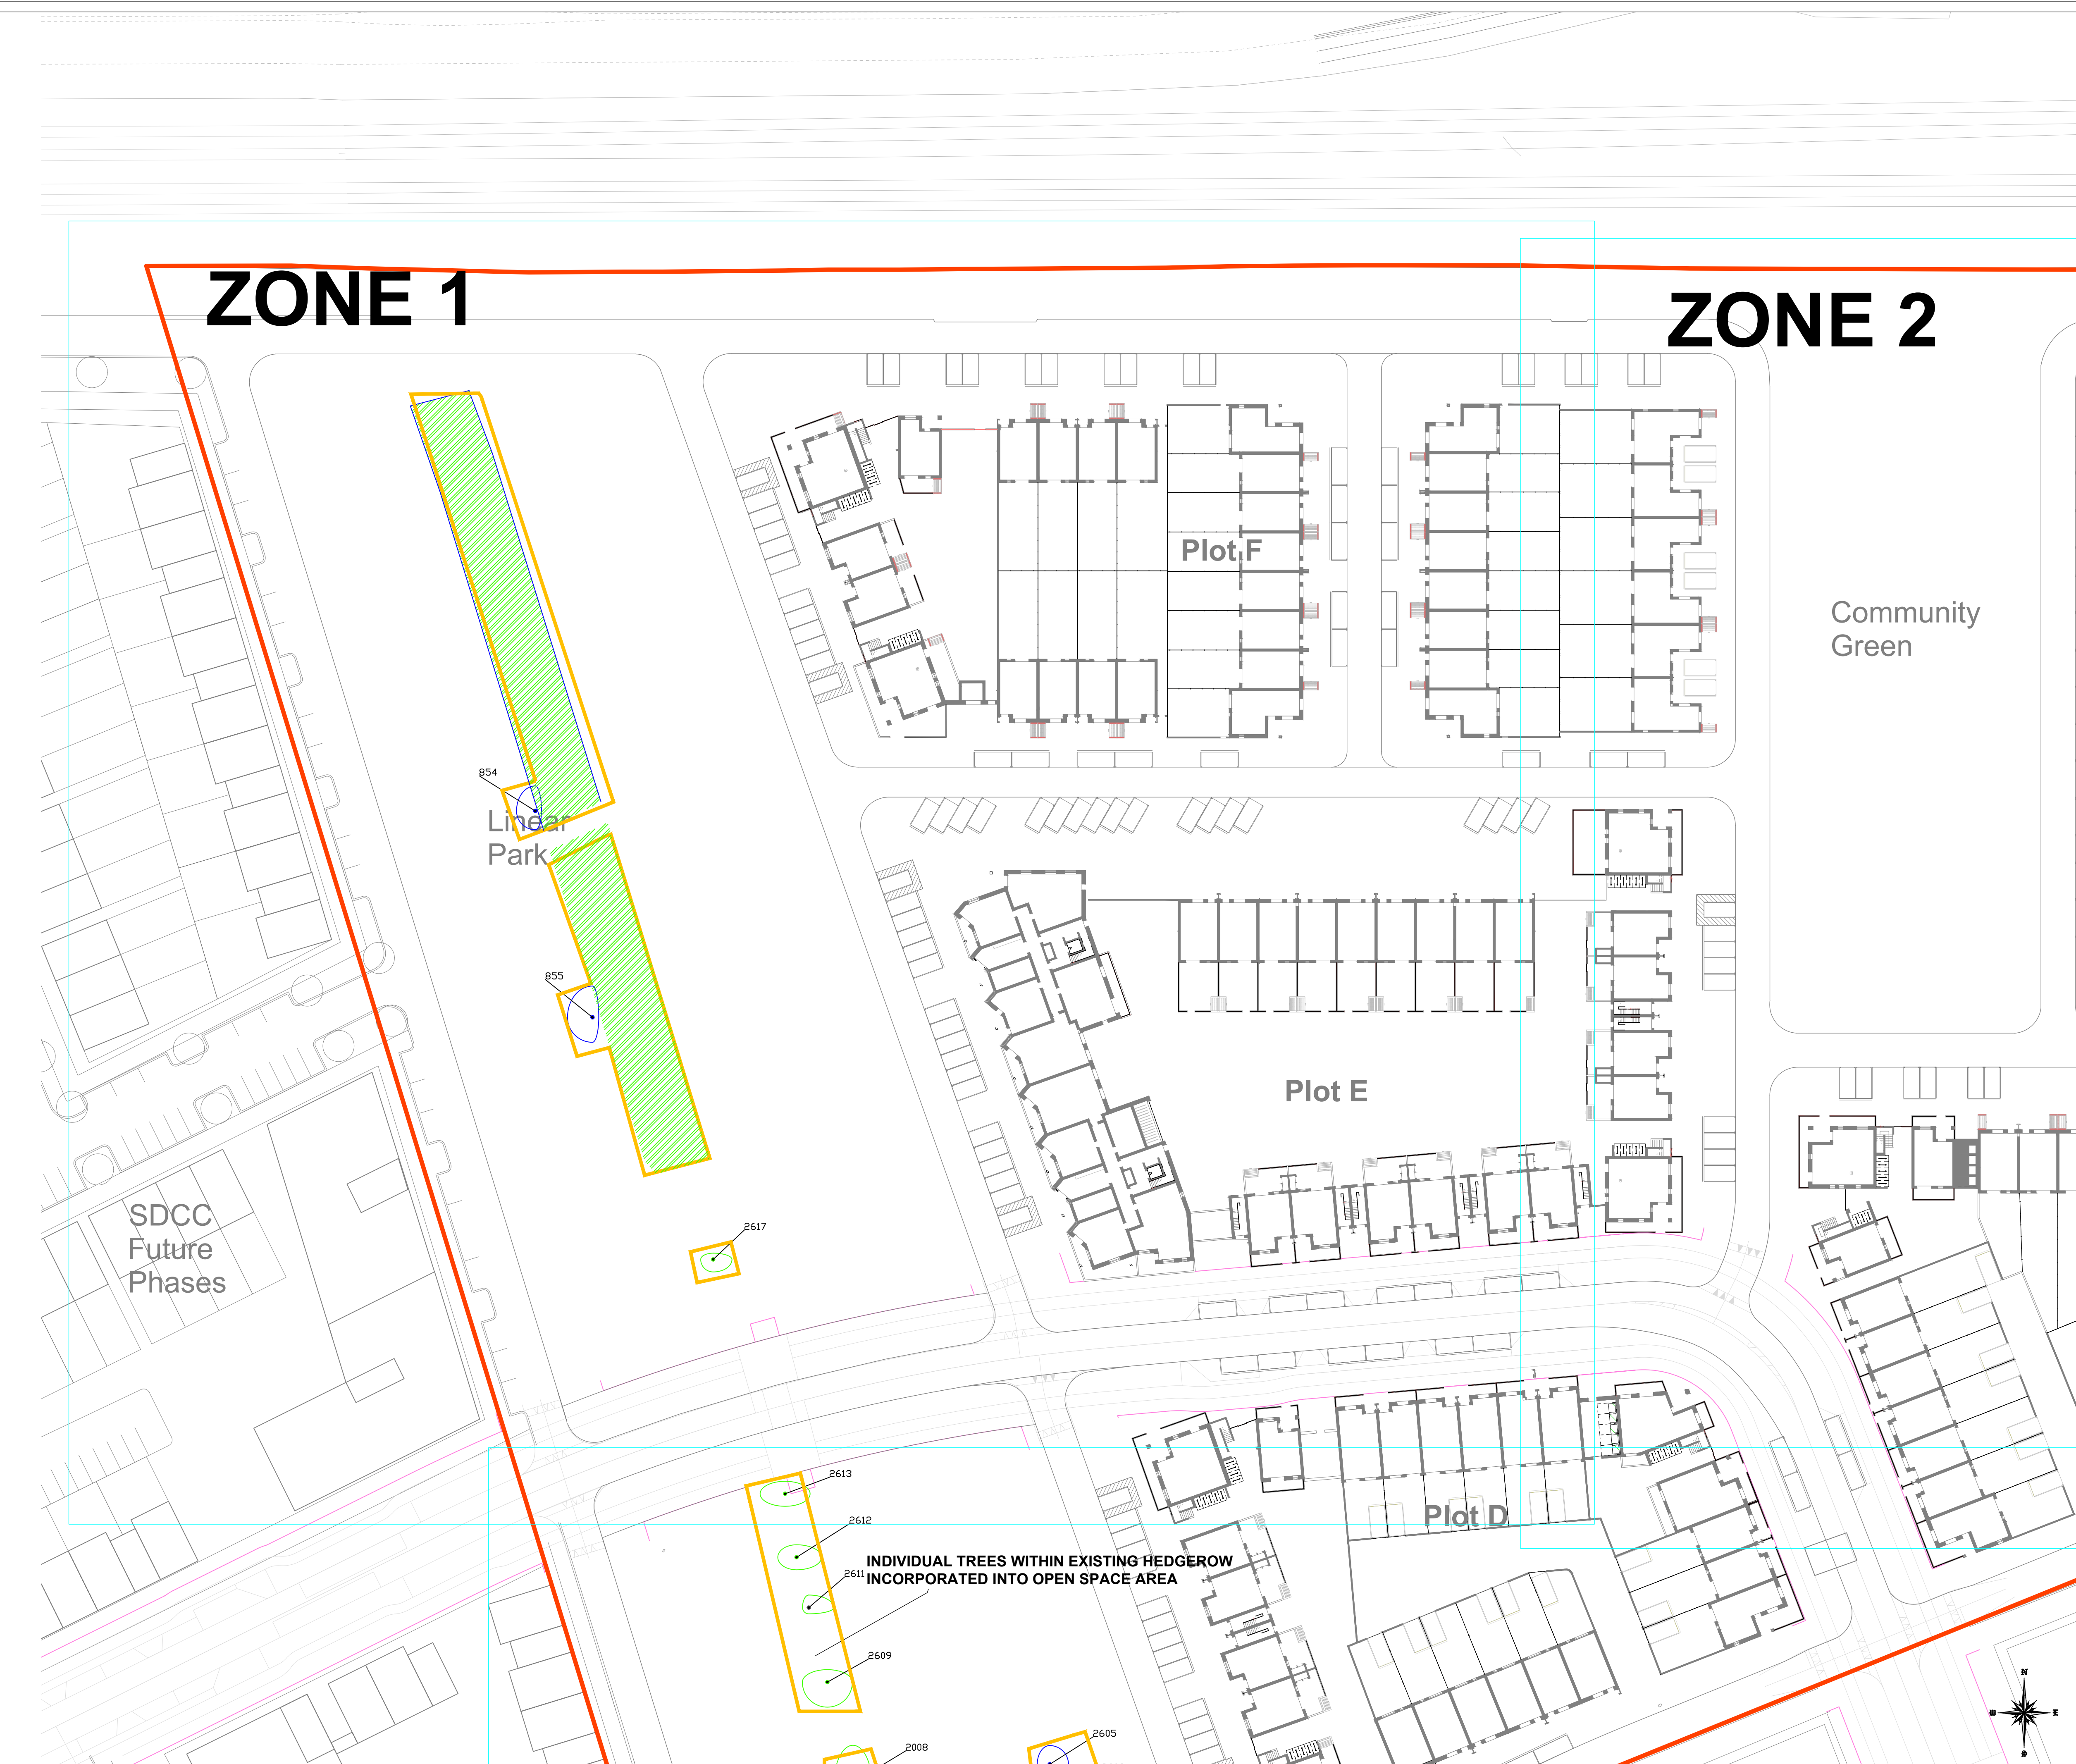 ZONE 1
ZONE 2
Plot F
Community
Green
854
Linear
Park
855
Plot E
SDCC
Future
Phases
2617
2613
Plot D
2612
INDIVIDUAL TREES WITHIN EXISTING HEDGEROW
2611
INCORPORATED INTO OPEN SPACE AREA
2609
N
E
2605
2008